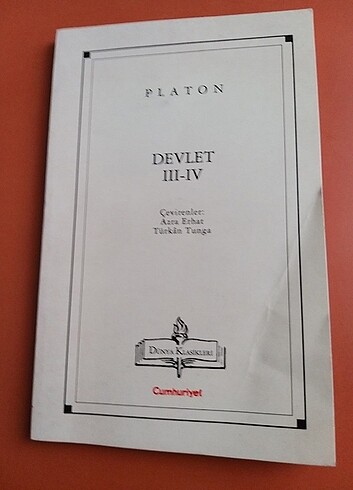 PLATON
DEVLET
III-IV
Çevirenler:
Azra Erhat
Türkân Tunga
DÜNYA KLASİKLERİ
Cumhuriyet